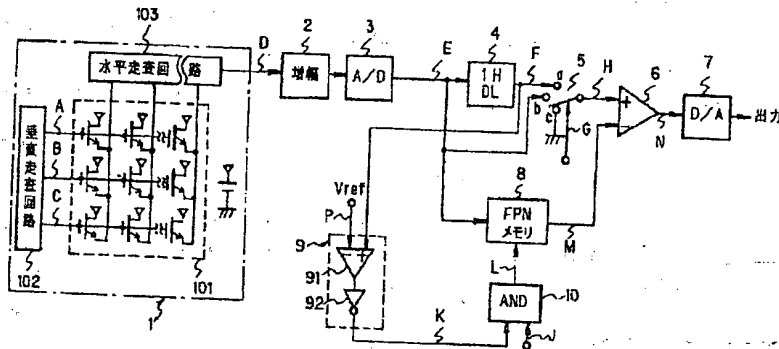 103
水平走査回路
D
2
増幅
3
A/D
E
4
1H
DL
F
a
b
c
5
G
H
6
N
7
D/A
出力
A
B
C
垂直走査回路
102
101
1
Vref
P
9
91
92
K
8
FPN
メモリ
M
L
AND
10
J